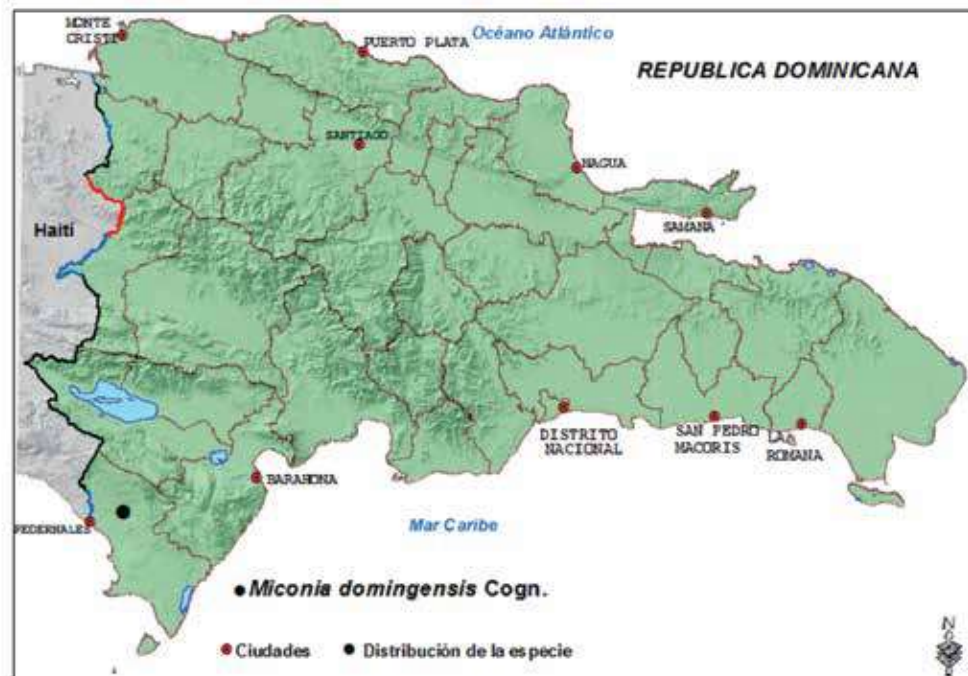 MONTE
CRISTI
PUERTO PLATA
Océano Atlántico
REPUBLICA DOMINICANA
SANTIAGO
NAGUA
SAMANA
Haití
DISTRITO
NACIONAL
SAN PEDRO
MACORIS
LA
ROMANA
BARAHONA
PEDERNALES
Mar Caribe
Miconia domingensis Cogn.
Ciudades
Distribución de la especie
N